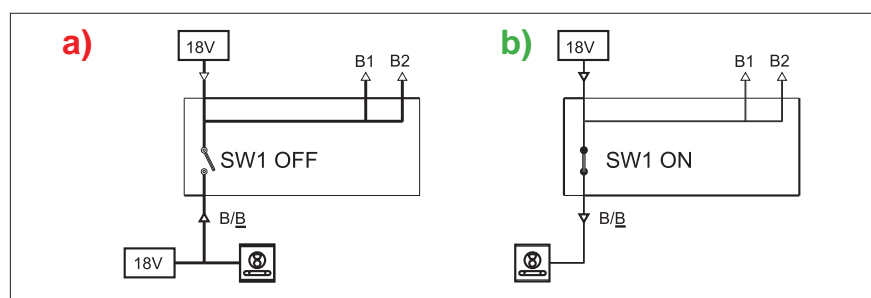 a)
18V
B1 B2
SW1 OFF
B/B
18V
b)
18V
B1 B2
SW1 ON
B/B